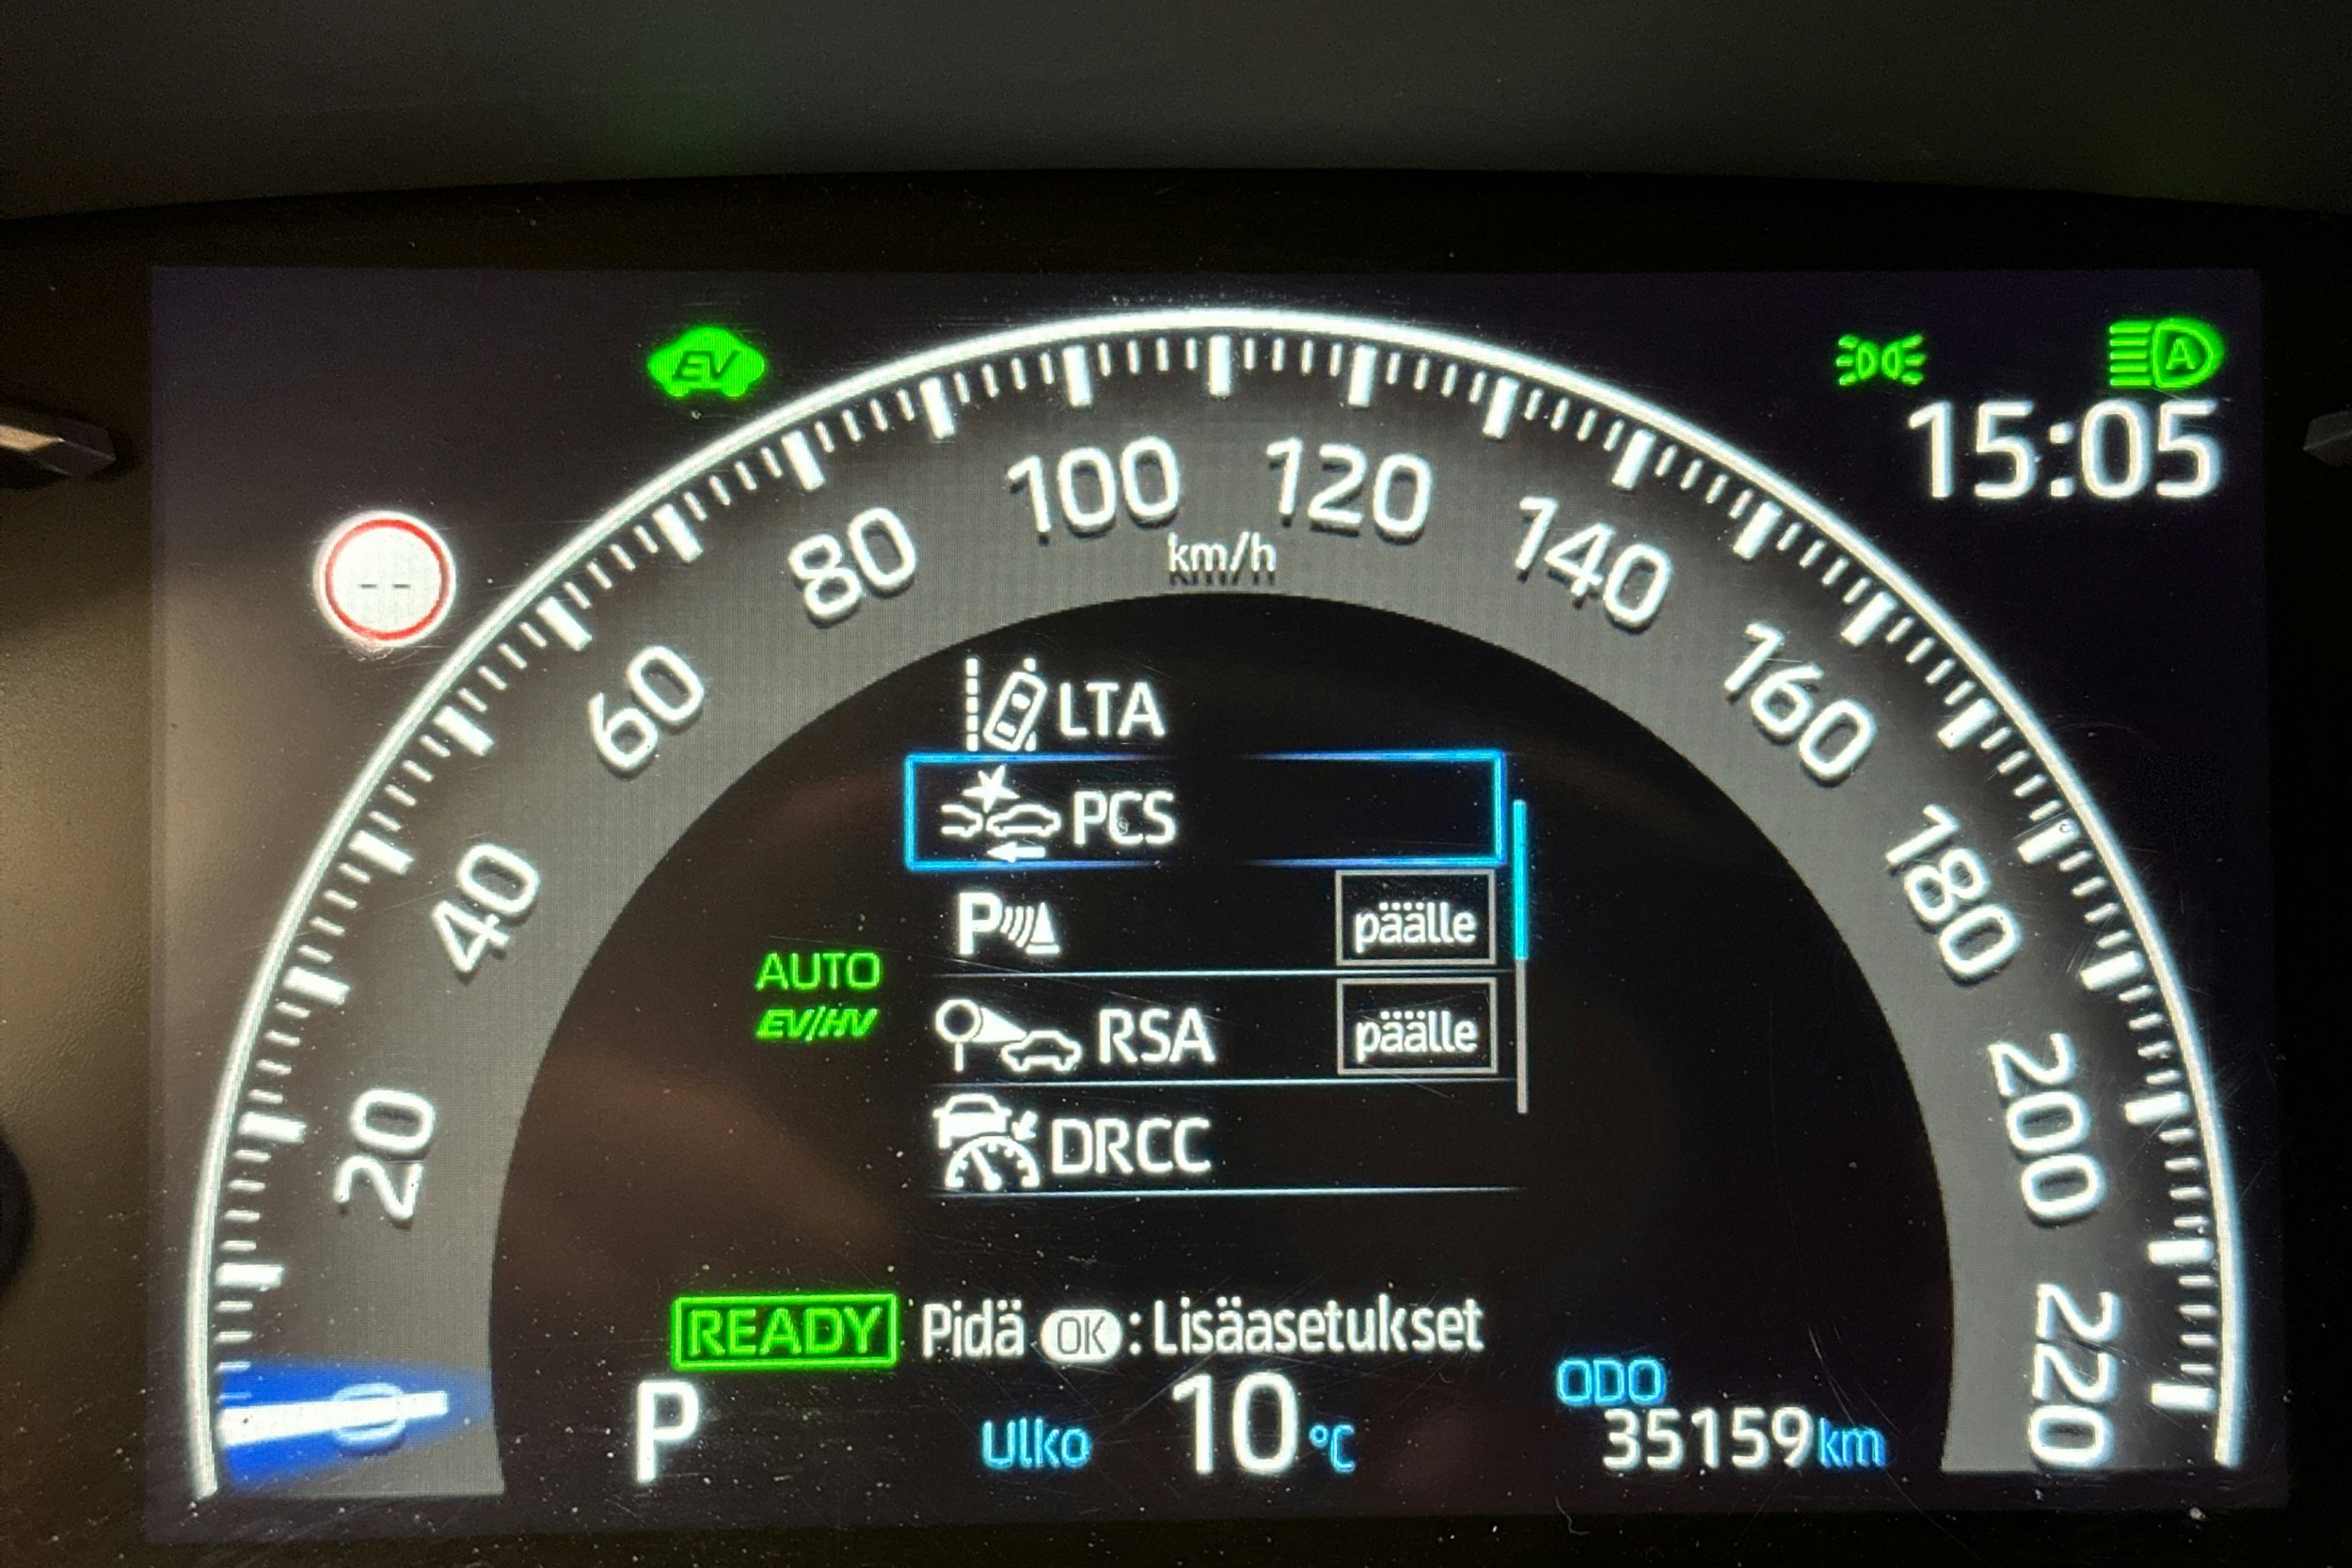 EV
A
15:05
--
0
20
40
60
80
100
120
140
160
180
200
220
km/h
LTA
PCS
P
päälle
RSA
päälle
DRCC
AUTO
EV/HV
READY
Pidä OK : Lisäasetukset
P
Ulko 10 °C
ODO
35159km